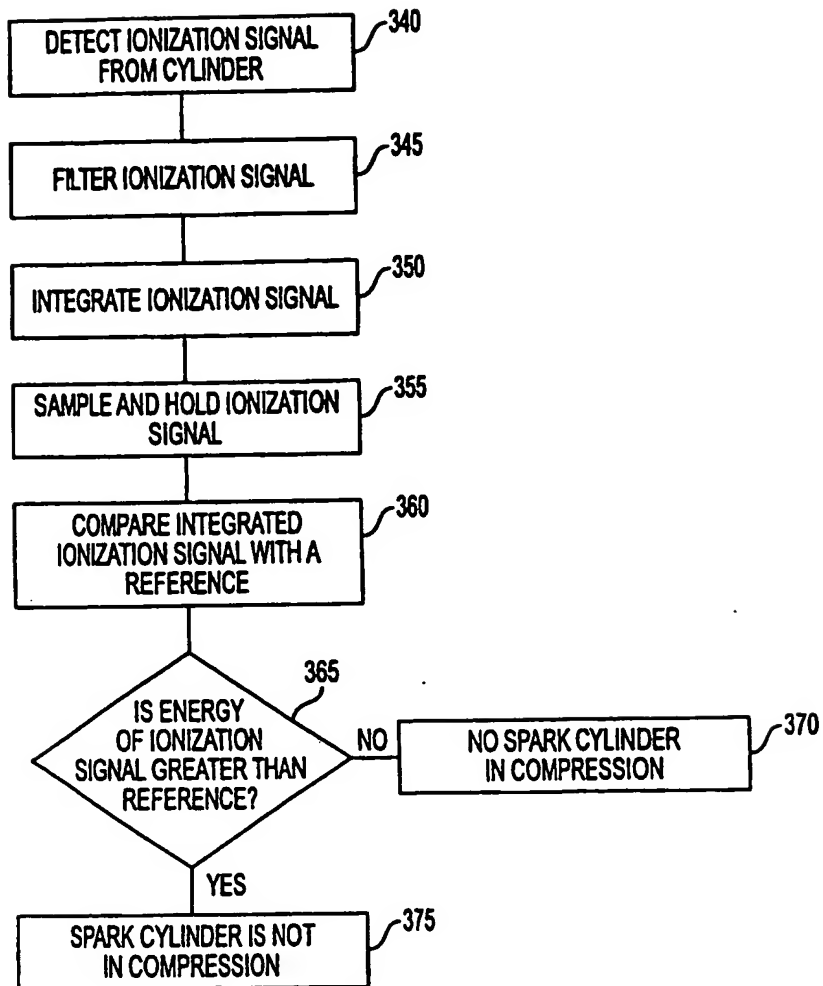 DETECT IONIZATION SIGNAL
FROM CYLINDER
340
FILTER IONIZATION SIGNAL
345
INTEGRATE IONIZATION SIGNAL
350
SAMPLE AND HOLD IONIZATION
SIGNAL
355
COMPARE INTEGRATED
IONIZATION SIGNAL WITH A
REFERENCE
360
IS ENERGY
OF IONIZATION
SIGNAL GREATER THAN
REFERENCE?
365
NO
NO SPARK CYLINDER
IN COMPRESSION
370
YES
SPARK CYLINDER IS NOT
IN COMPRESSION
375